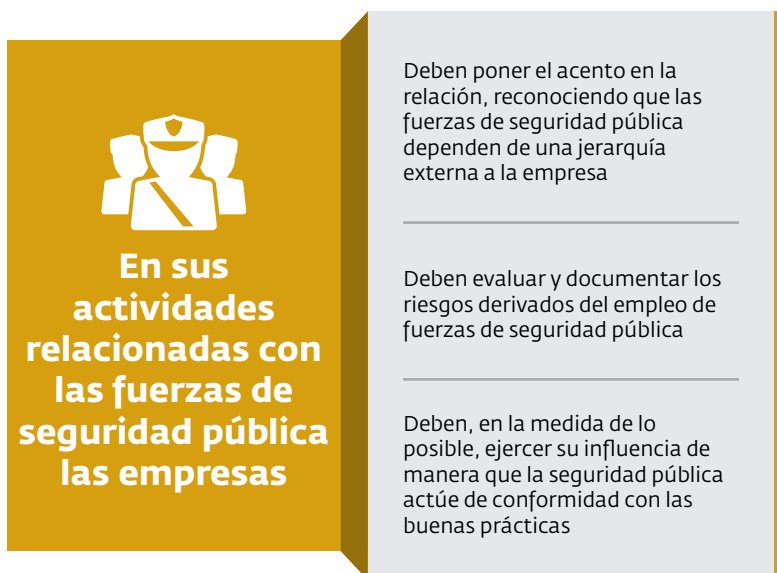 En sus
actividades
relacionadas con
las fuerzas de
seguridad pública
las empresas
Deben poner el acento en la
relación, reconociendo que las
fuerzas de seguridad pública
dependen de una jerarquía
externa a la empresa
Deben evaluar y documentar los
riesgos derivados del empleo de
fuerzas de seguridad pública
Deben, en la medida de lo
posible, ejercer su influencia de
manera que la seguridad pública
actúe de conformidad con las
buenas prácticas